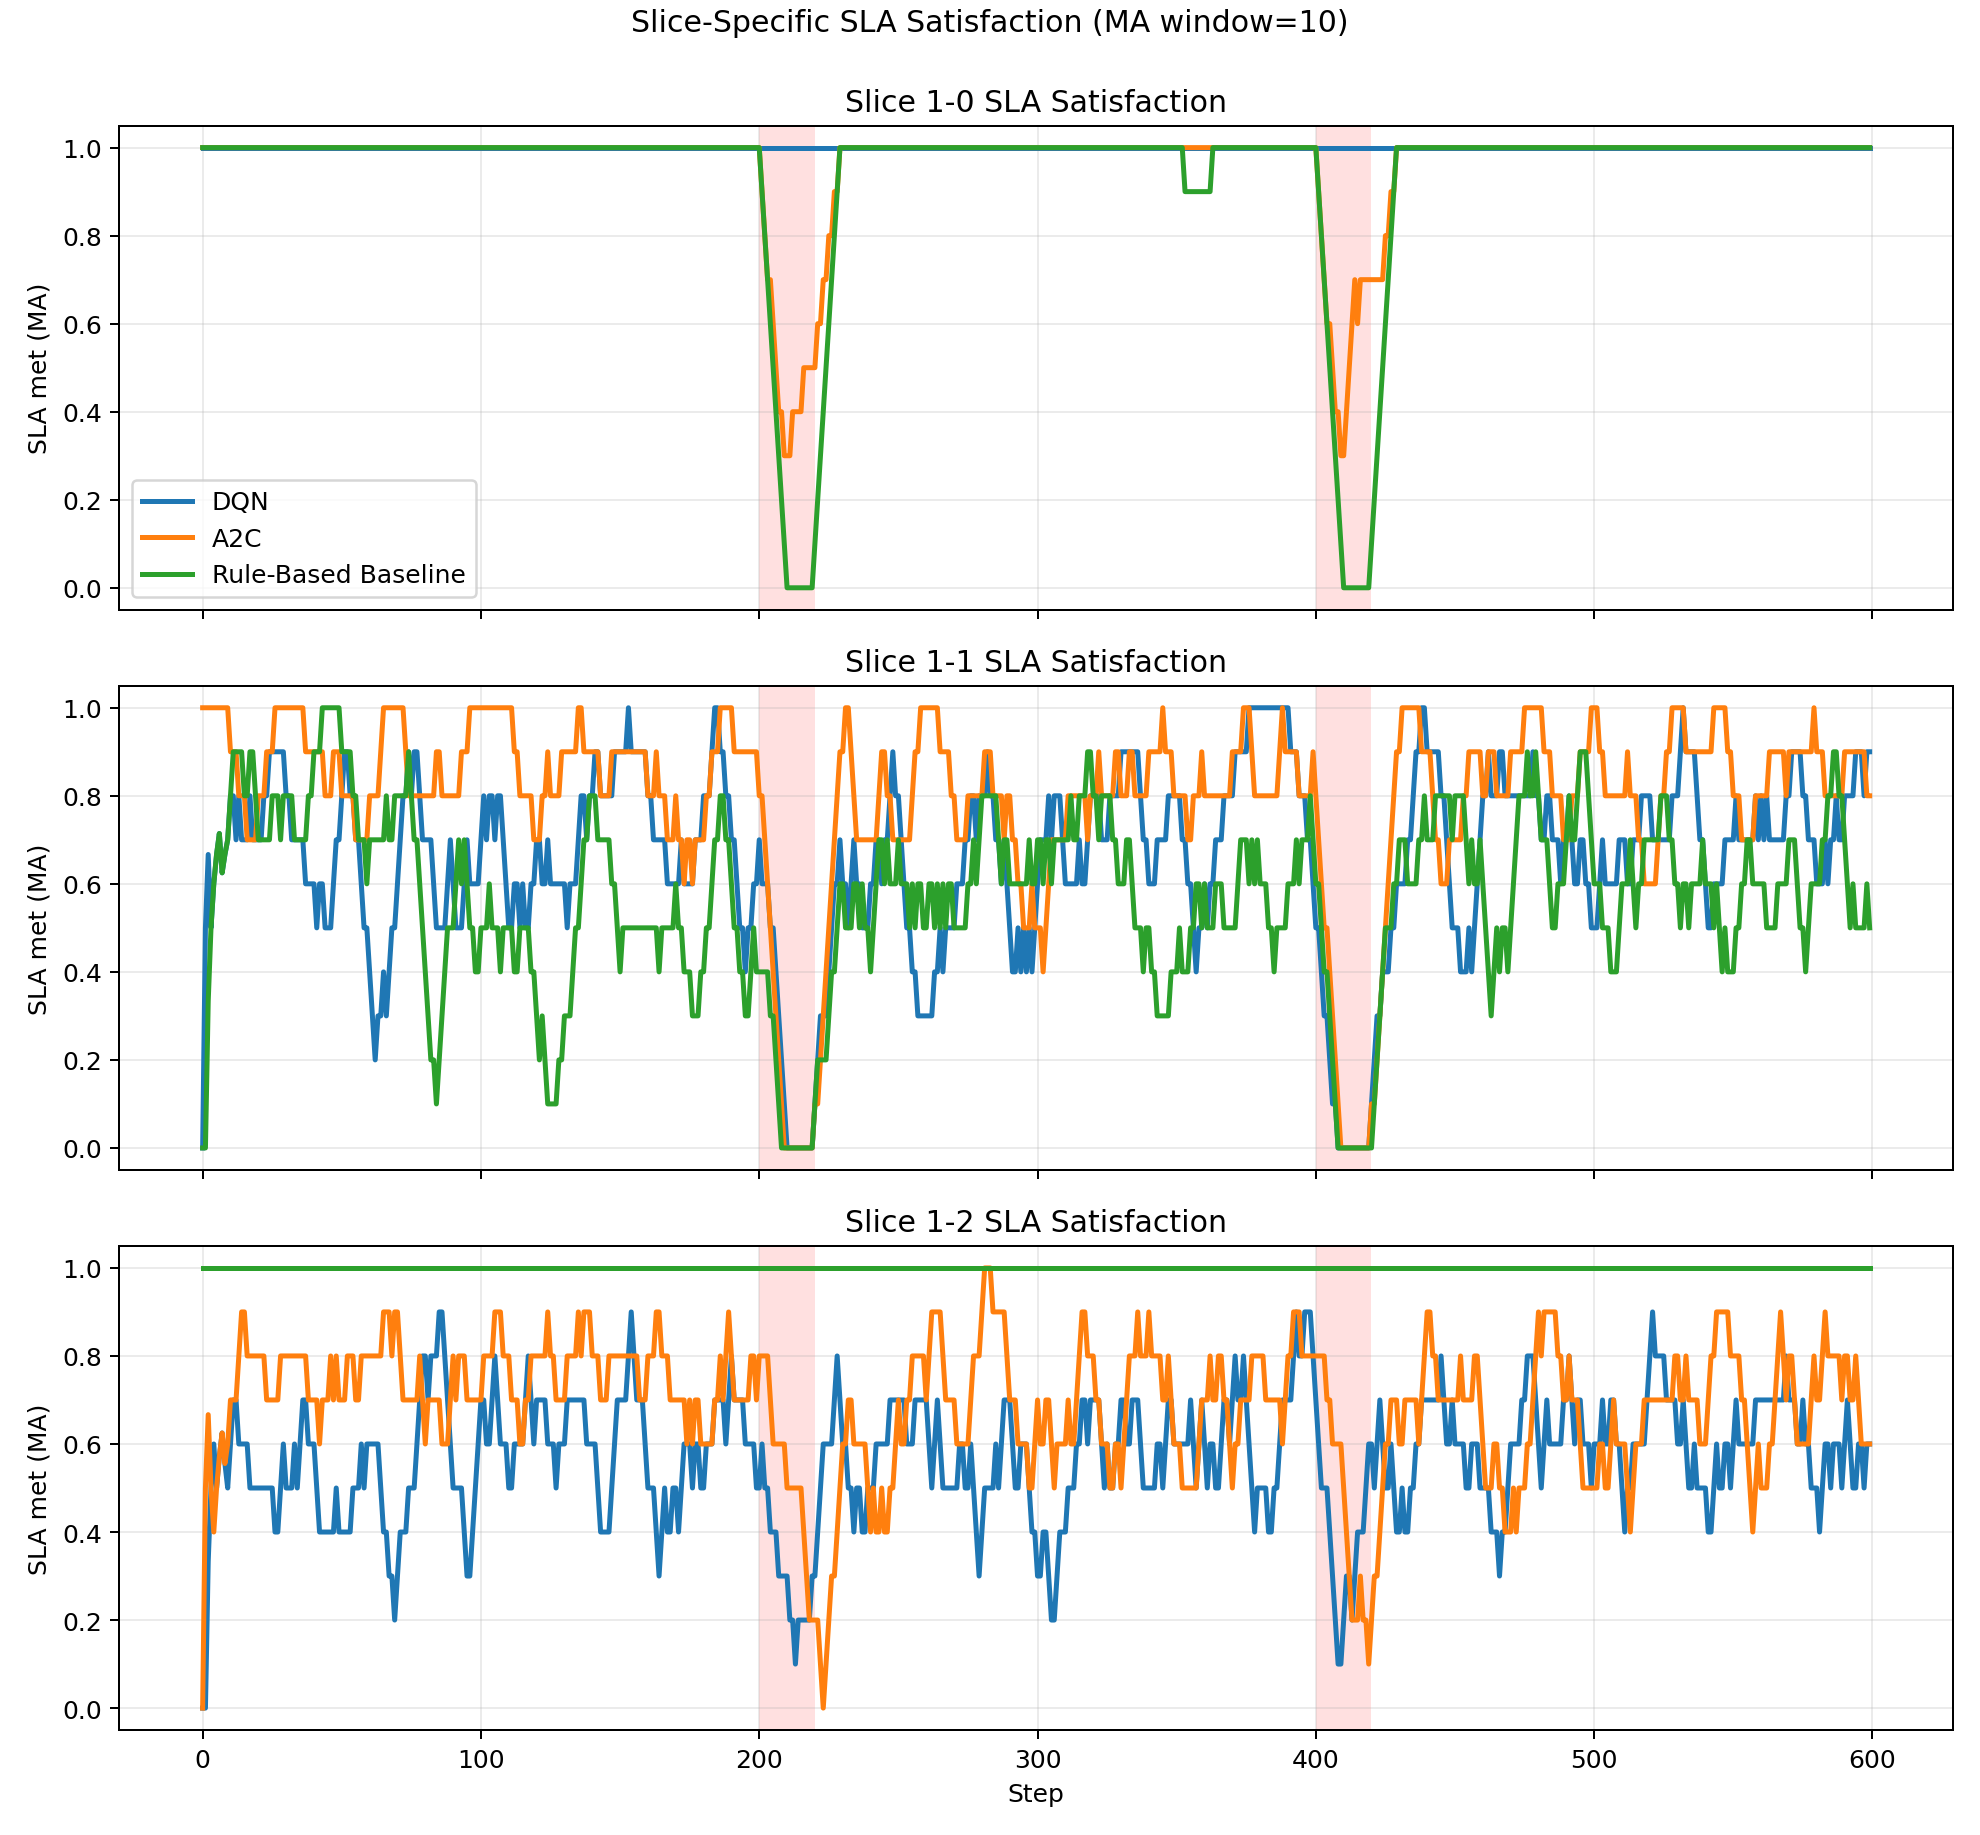 Slice-Specific SLA Satisfaction (MA window=10)
Slice 1-0 SLA Satisfaction
SLA met (MA)
1.0
0.8
0.6
0.4
0.2
0.0
DQN
A2C
Rule-Based Baseline
Slice 1-1 SLA Satisfaction
SLA met (MA)
1.0
0.8
0.6
0.4
0.2
0.0
Slice 1-2 SLA Satisfaction
SLA met (MA)
1.0
0.8
0.6
0.4
0.2
0.0
0 100 200 300 400 500 600
Step